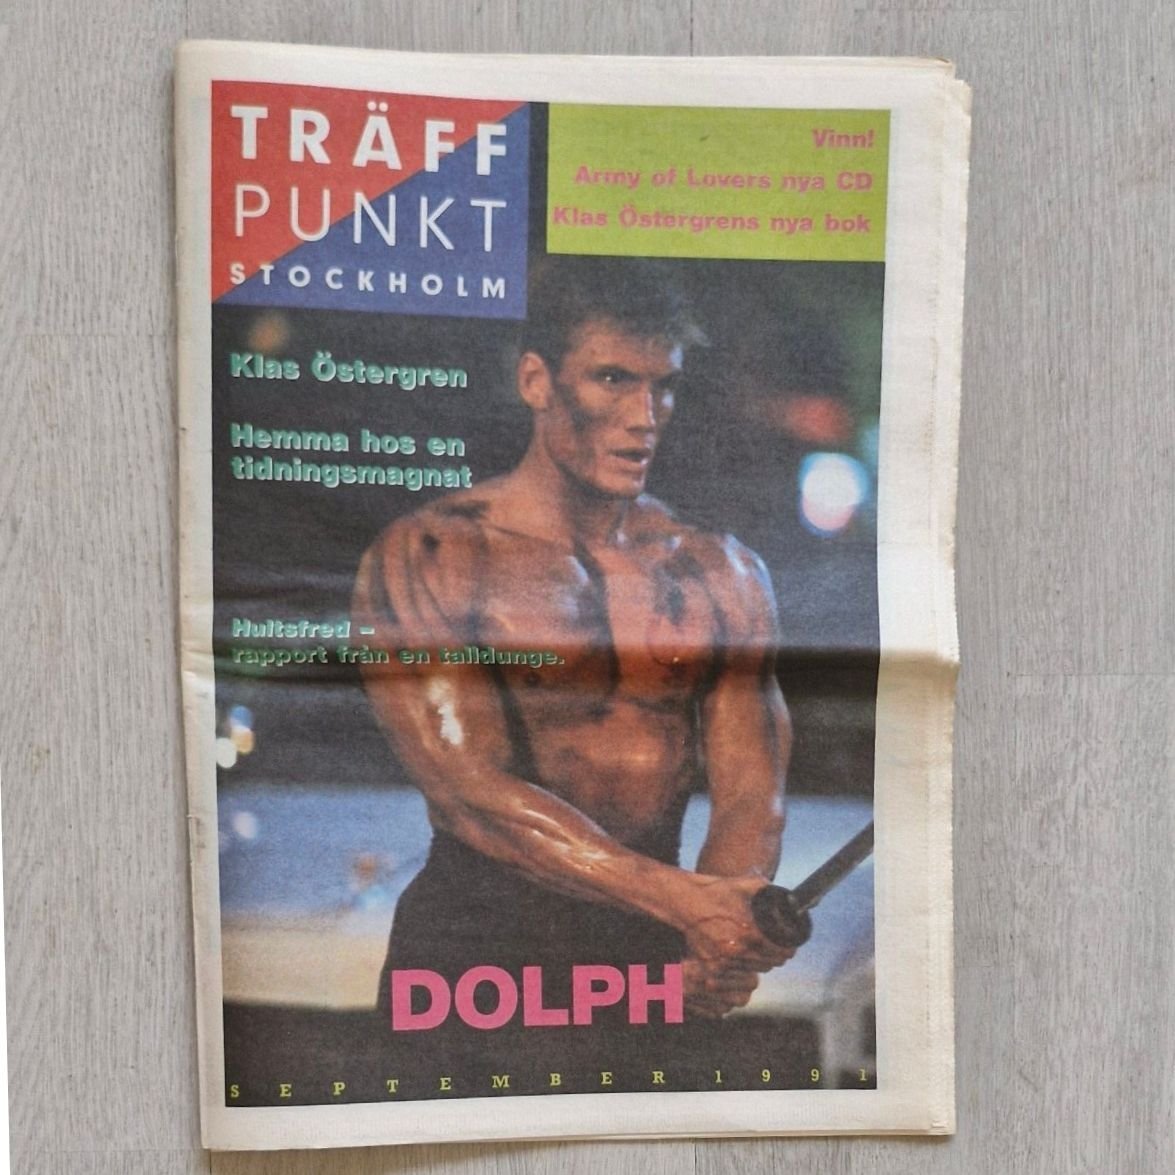 TRÄFF
PUNKT
STOCKHOLM
Vinn!
Army of Lovers nya CD
Klas Östergrens nya bok
Klas Östergren
Hemma hos en
tidningsmagnat
Hultsfred –
rapport från en talldunge.
DOLPH
SEPTEMBER 1991